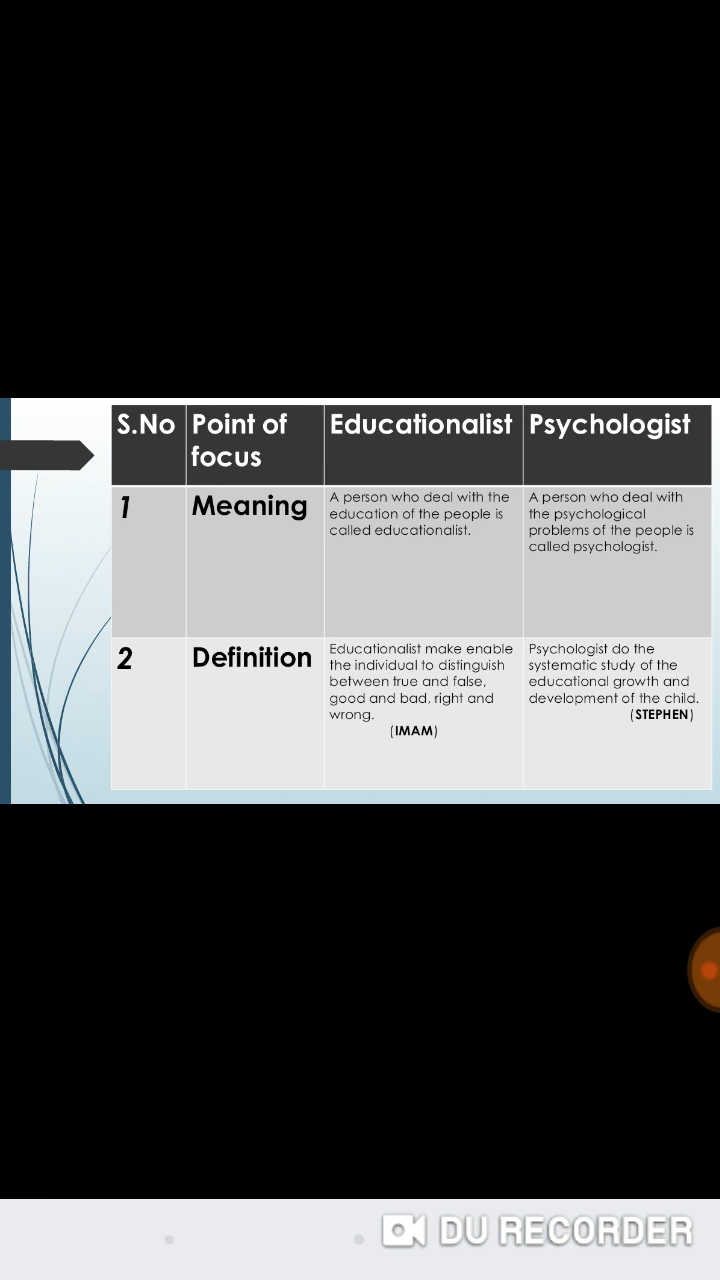 S.No Point of focus Educationalist Psychologist
1 Meaning
A person who deal with the
education of the people is
called educationalist.
A person who deal with
the psychological
problems of the people is
called psychologist.
2 Definition
Educationalist make enable
the individual to distinguish
between true and false,
good and bad, right and
wrong.
(IMAM)
Psychologist do the
systematic study of the
educational growth and
development of the child.
(STEPHEN)
DU RECORDER